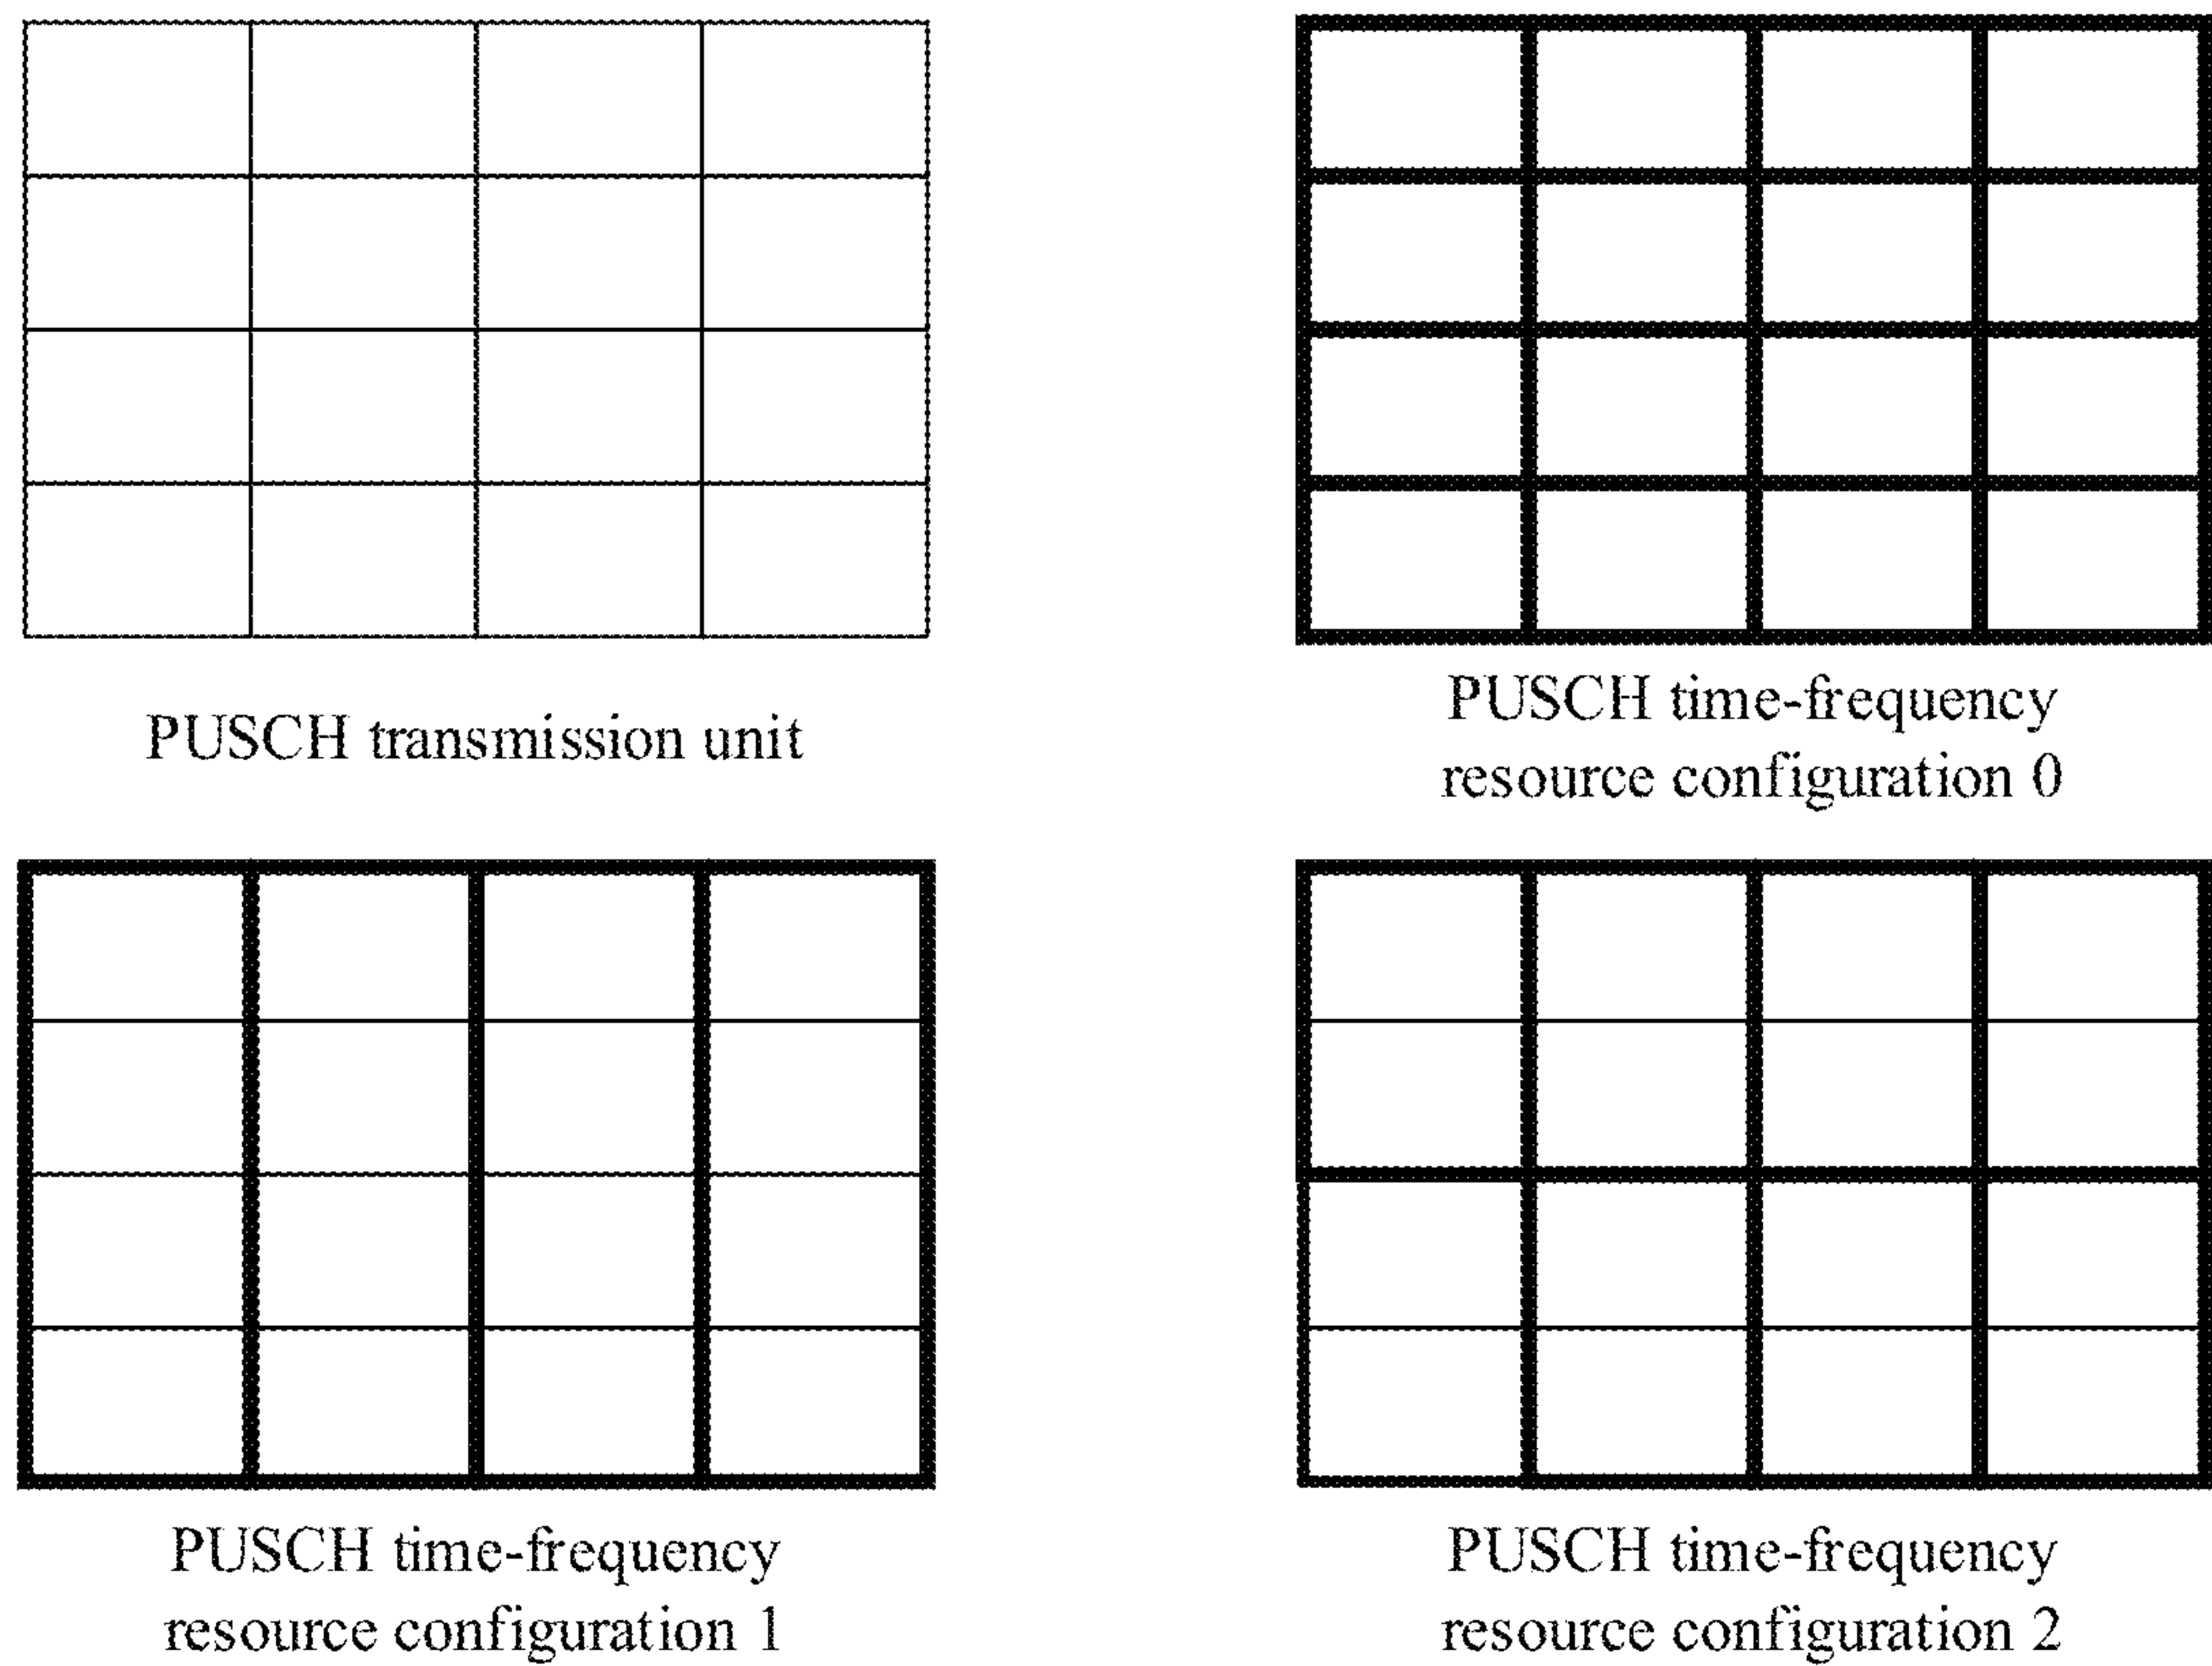 PUSCH transmission unit
PUSCH time-frequency
resource configuration 0
PUSCH time-frequency
resource configuration 1
PUSCH time-frequency
resource configuration 2